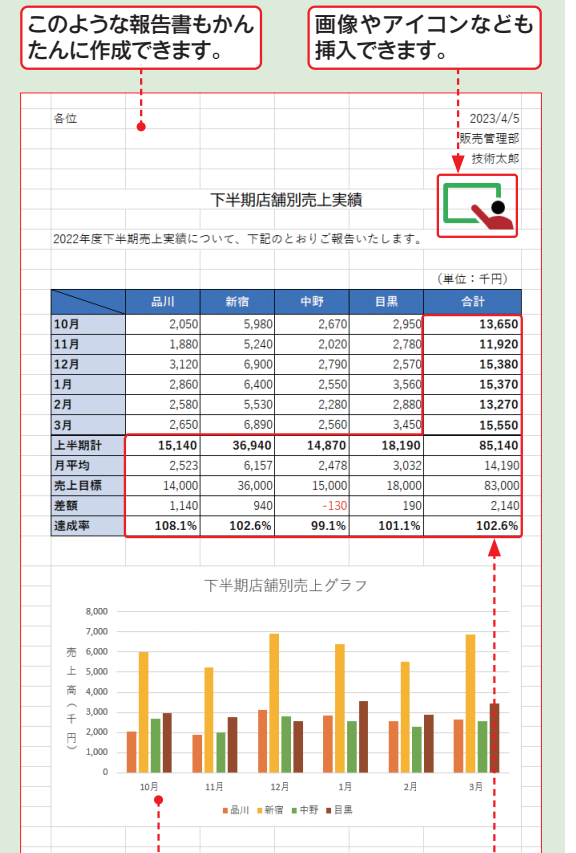 このような報告書もかん
たんに作成できます。
画像やアイコンなども
挿入できます。
各位
2023/4/5
販売管理部
技術太郎
下半期店舗別売上実績
2022年度下半期売上実績について、下記のとおりご報告いたします。
（単位：千円）
品川 新宿 中野 目黒 合計
10月 2,050 5,980 2,670 2,950 13,650
11月 1,880 5,240 2,020 2,780 11,920
12月 3,120 6,900 2,790 2,570 15,380
1月 2,860 6,400 2,550 3,560 15,370
2月 2,580 5,530 2,280 2,880 13,270
3月 2,650 6,890 2,560 3,450 15,550
上半期計 15,140 36,940 14,870 18,190 85,140
月平均 2,523 6,157 2,478 3,032 14,190
売上目標 14,000 36,000 15,000 18,000 83,000
差額 1,140 940 -130 190 2,140
達成率 108.1% 102.6% 99.1% 101.1% 102.6%
下半期店舗別売上グラフ
売上高（千円）
8,000
7,000
6,000
5,000
4,000
3,000
2,000
1,000
0
10月 11月 12月 1月 2月 3月
品川 新宿 中野 目黒